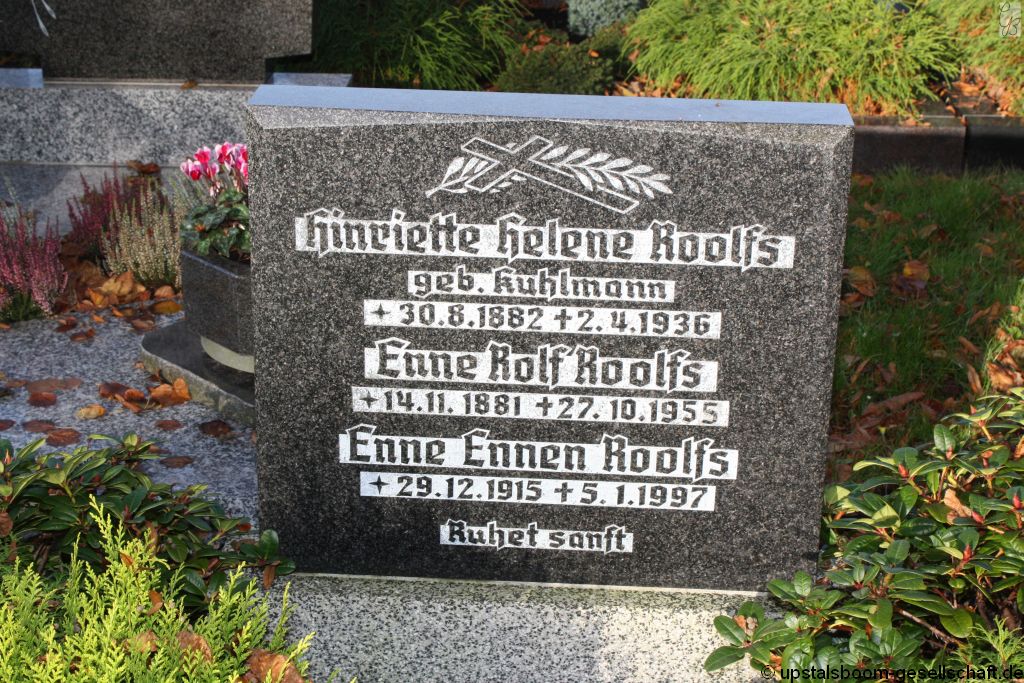 Hinriette Helene Roolfs
geb. Kuhlmann
✦ 30.8.1882 ✝ 2.4.1936
Enne Rolf Roolfs
✦ 14.11.1881 ✝ 27.10.1955
Enne Ennen Roolfs
✦ 29.12.1915 ✝ 5.1.1997
Ruhet sanft
© upstalsboom-gesellschaft.de